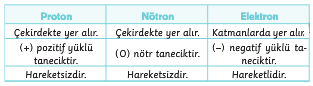 Proton Nötron Elektron
Çekirdekte yer alır. Çekirdekte yer alır. Katmanlarda yer alır.
(+) pozitif yüklü taneciktir. (0) nötr taneciktir. (−) negatif yüklü ta-
neciktir.
Hareketsizdir. Hareketsizdir. Hareketlidir.